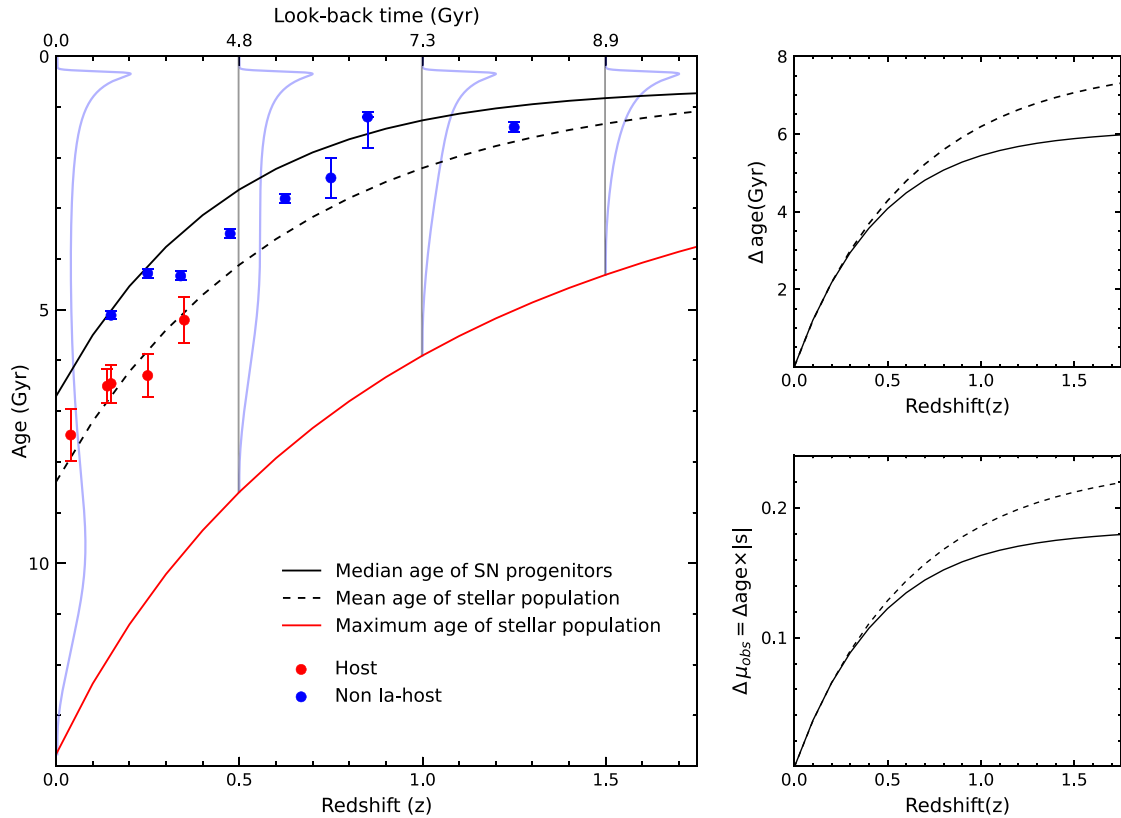 Look-back time (Gyr)
0.0 4.8 7.3 8.9
0
5
10
Age (Gyr)
Median age of SN progenitors
Mean age of stellar population
Maximum age of stellar population
Host
Non Ia-host
0.0 0.5 1.0 1.5
Redshift (z)
8
6
4
2
0
Δ age(Gyr)
0.0 0.5 1.0 1.5
Redshift(z)
0.2
0.1
Δ μobs = Δage×|s|
0.0 0.5 1.0 1.5
Redshift(z)